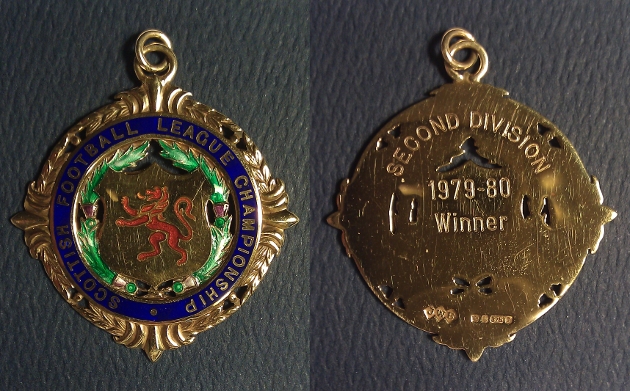 SCOTTISH FOOTBALL LEAGUE CHAMPIONSHIP
SECOND DIVISION
1979-80
Winner